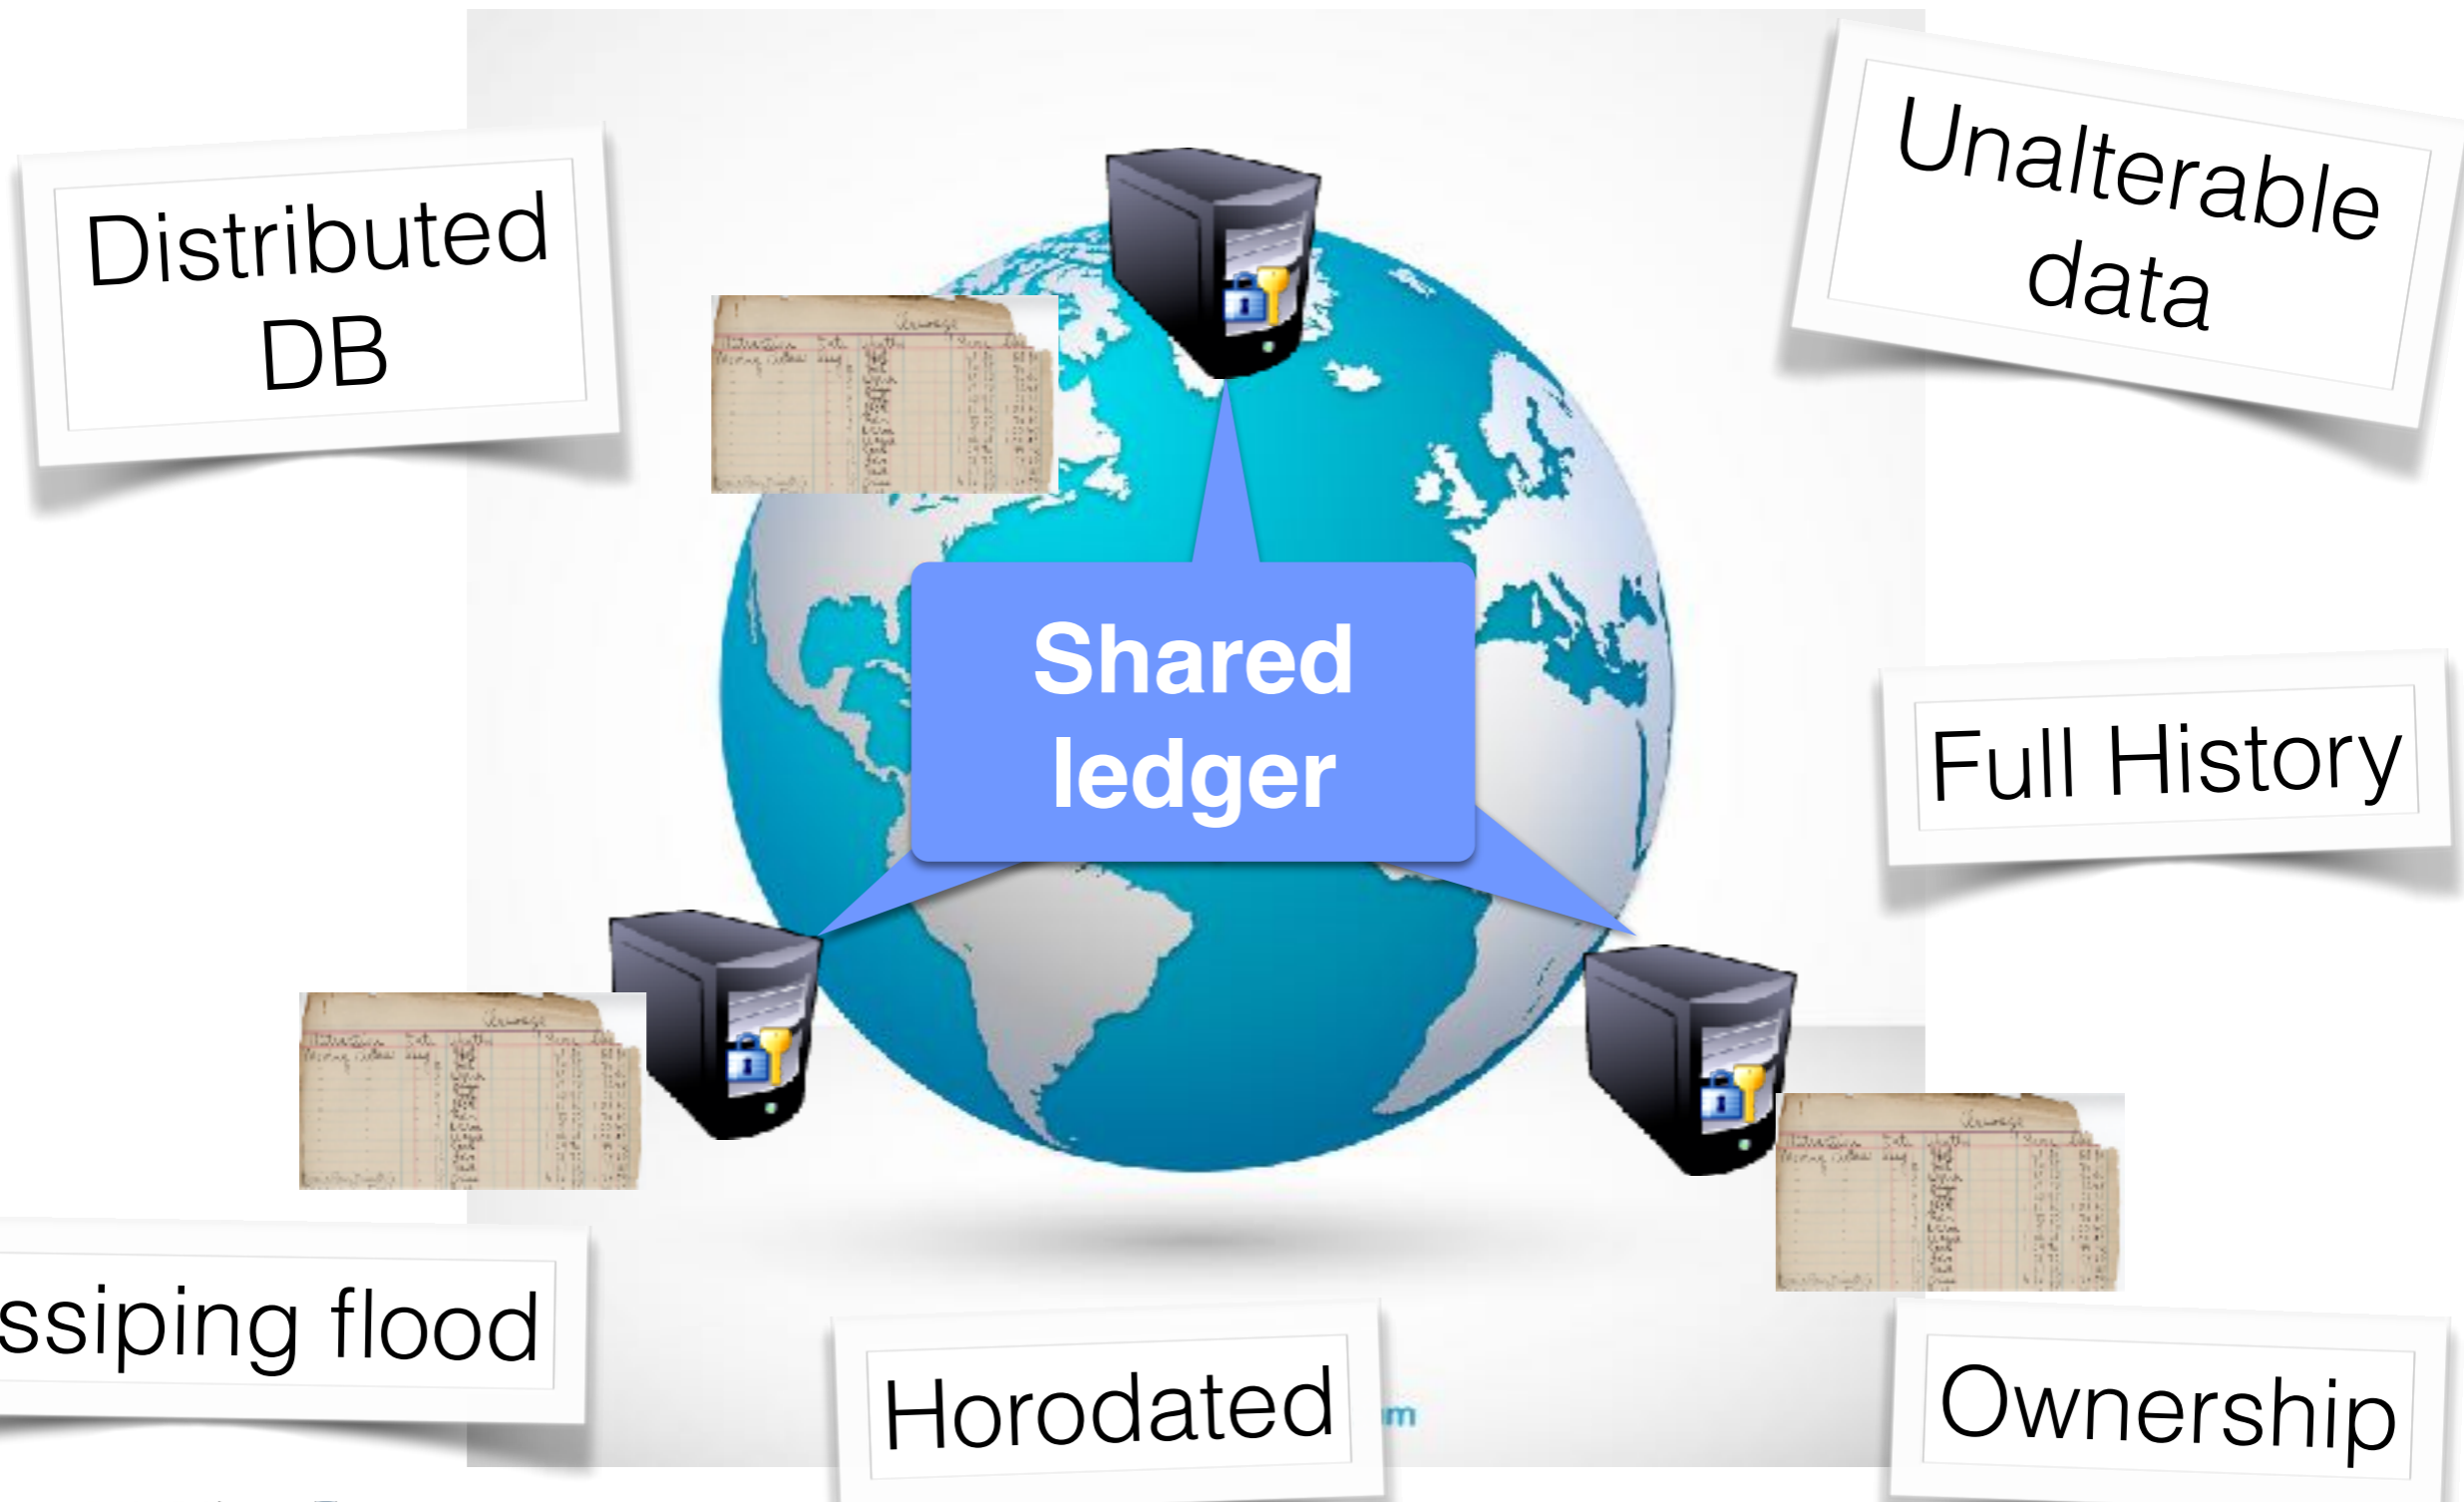 Distributed
DB
Unalterable
data
Shared
ledger
Full History
ssiping flood
Horodated
m
Ownership